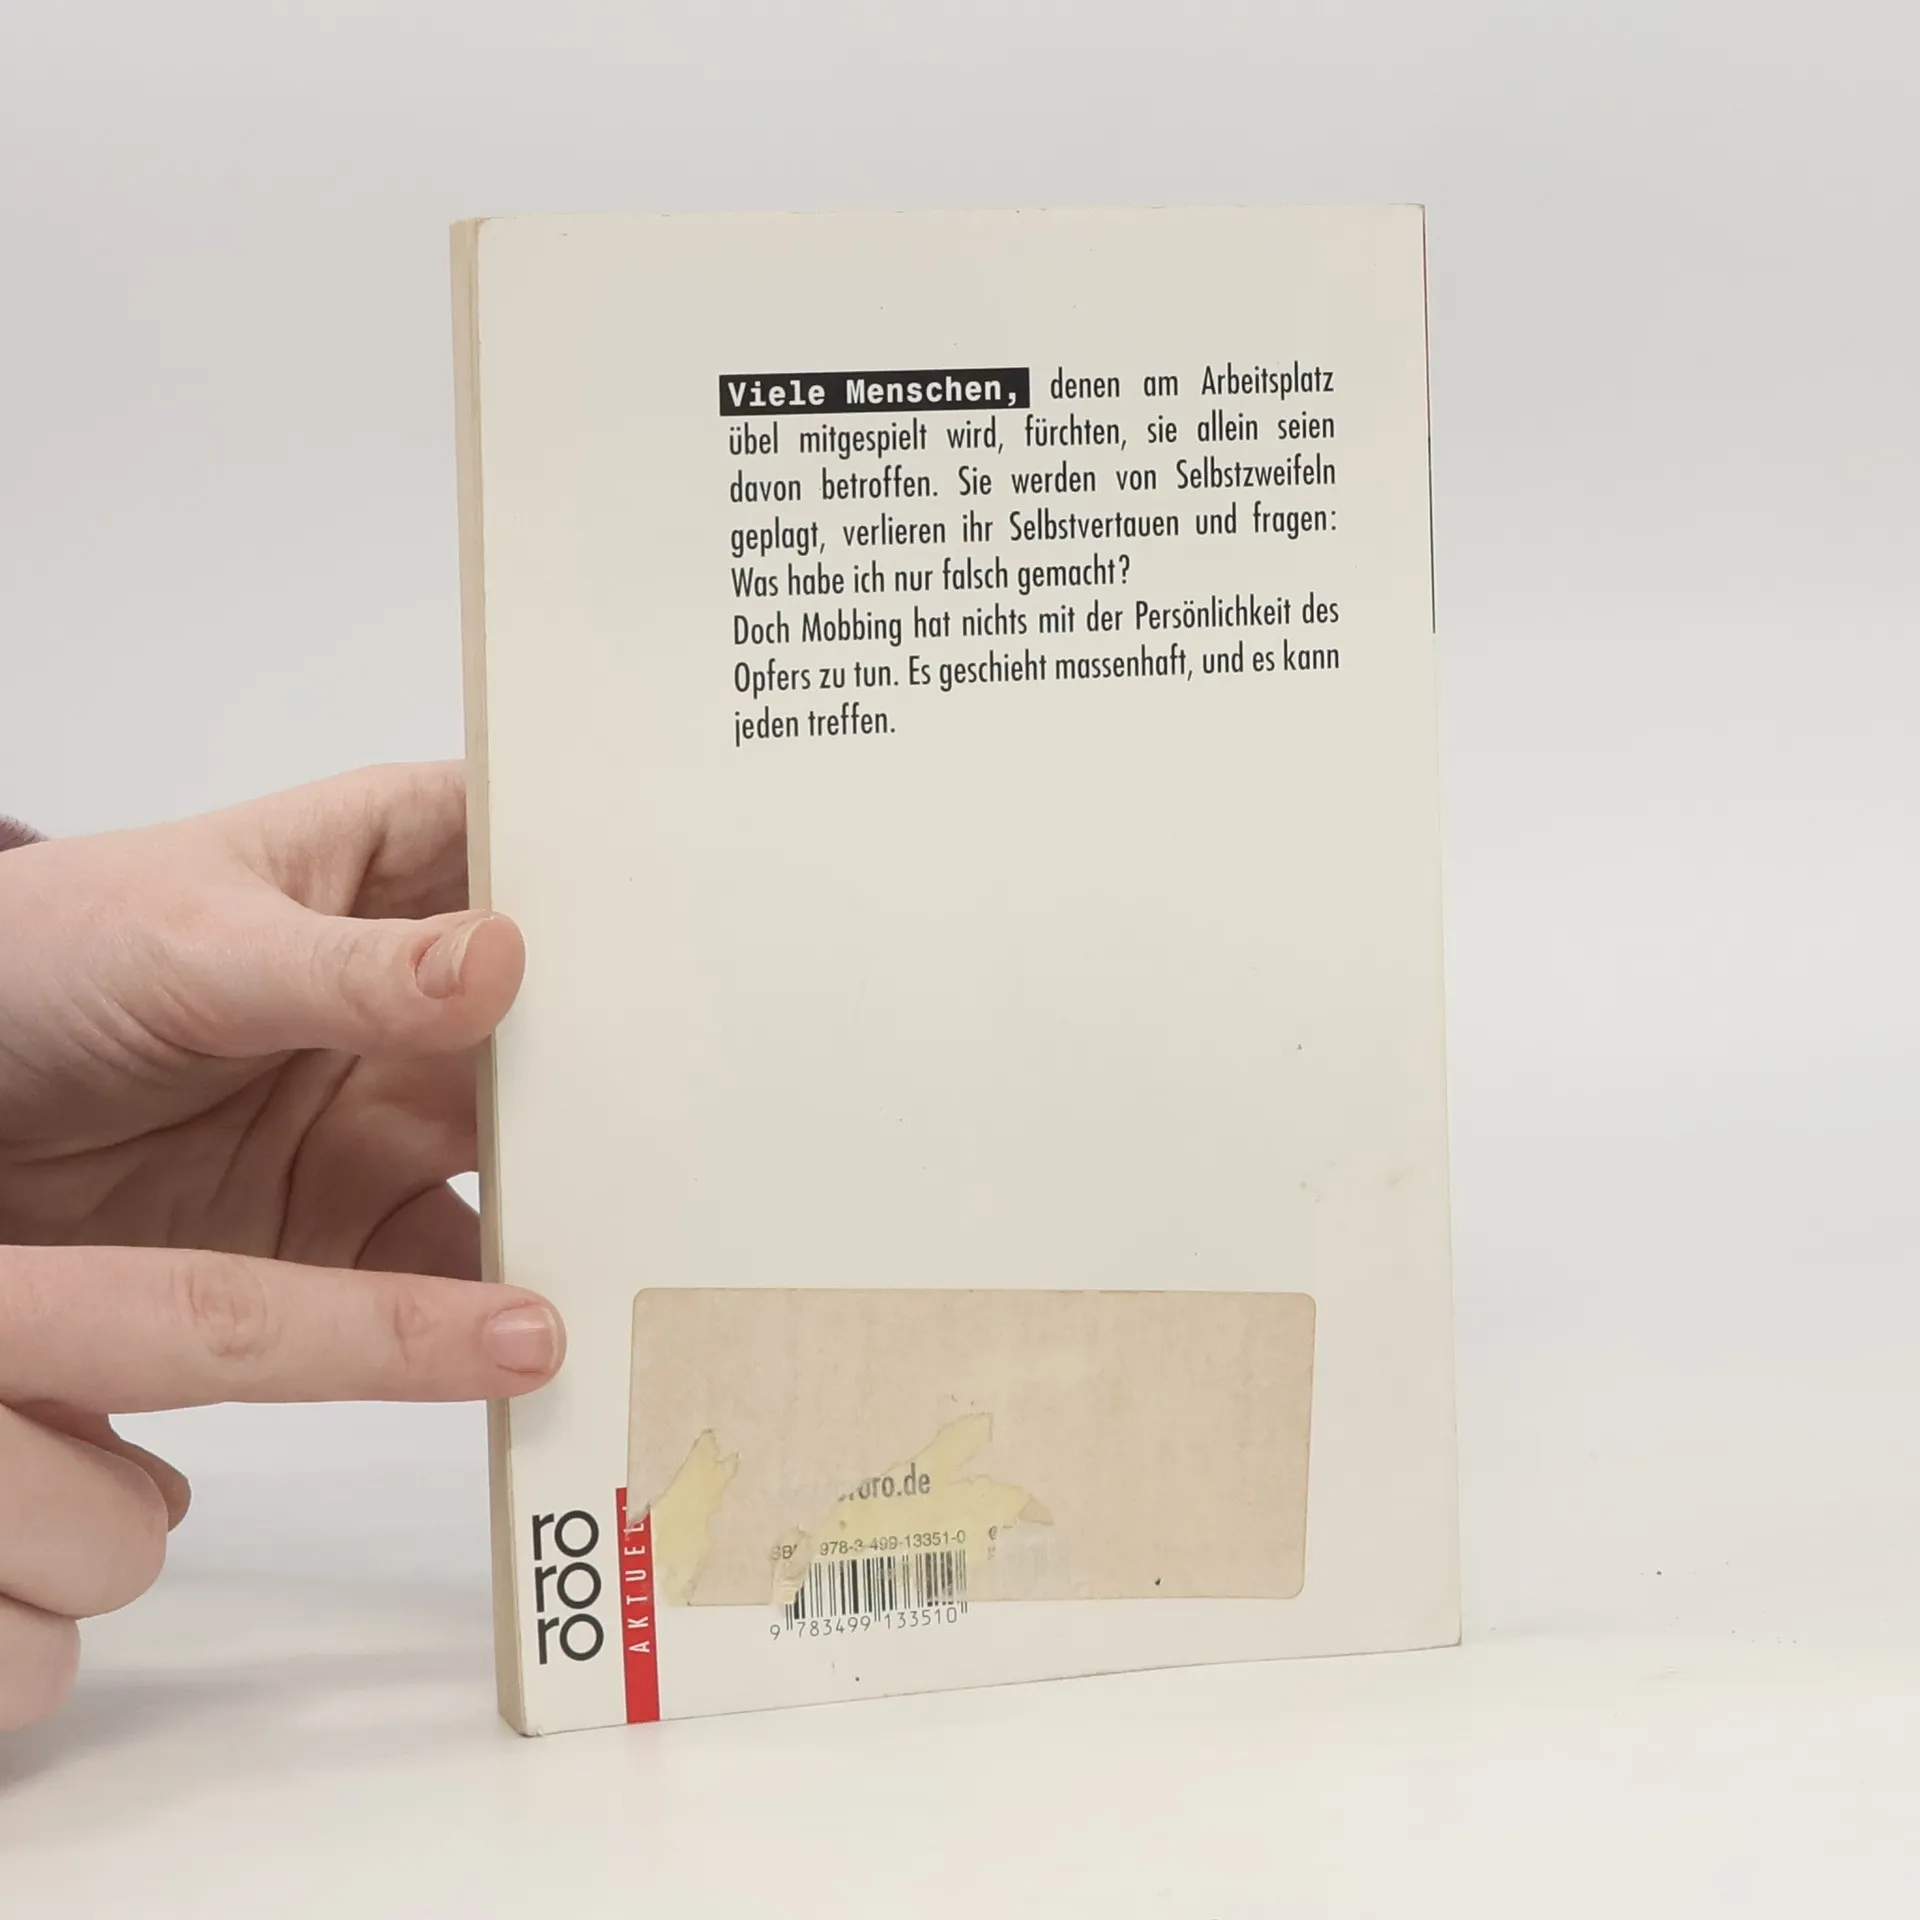 Viele Menschen, denen am Arbeitsplatz
übel mitgespielt wird, fürchten, sie allein seien
davon betroffen. Sie werden von Selbstzweifeln
geplagt, verlieren ihr Selbstvertauen und fragen:
Was habe ich nur falsch gemacht?
Doch Mobbing hat nichts mit der Persönlichkeit des
Opfers zu tun. Es geschieht massenhaft, und es kann
jeden treffen.
oro.de
978-3-499-13351-0
9 783499 133510
ro
ro
ro
AKTUELL